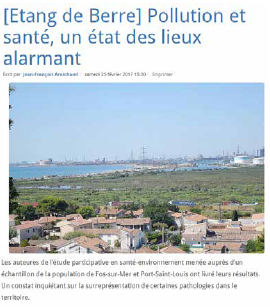 [Etang de Berre] Pollution et
santé, un état des lieux
alarmant
Écrit par Jean-François Arnichand | samedi 25 février 2017 15:30 | Imprimer
Les auteures de l'étude participative en santé-environnement menée auprès d'un
échantillon de la population de Fos-sur-Mer et Port-Saint-Louis ont livré leurs résultats.
Un constat inquiétant sur la surreprésentation de certaines pathologies dans le
territoire.